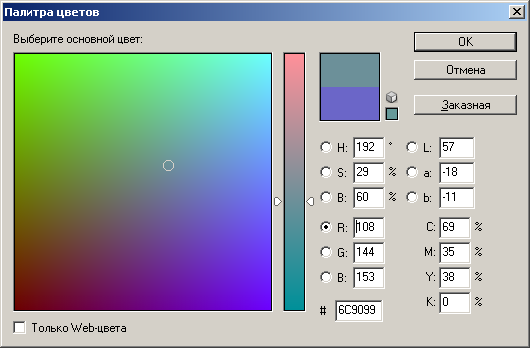 Палитра цветов
Выберите основной цвет:
OK
Отмена
Заказная
H: 192 °
S: 29 %
B: 60 %
R: 108
G: 144
B: 153
# 6C9099
L: 57
a: -18
b: -11
C: 69 %
M: 35 %
Y: 38 %
K: 0 %
Только Web-цвета